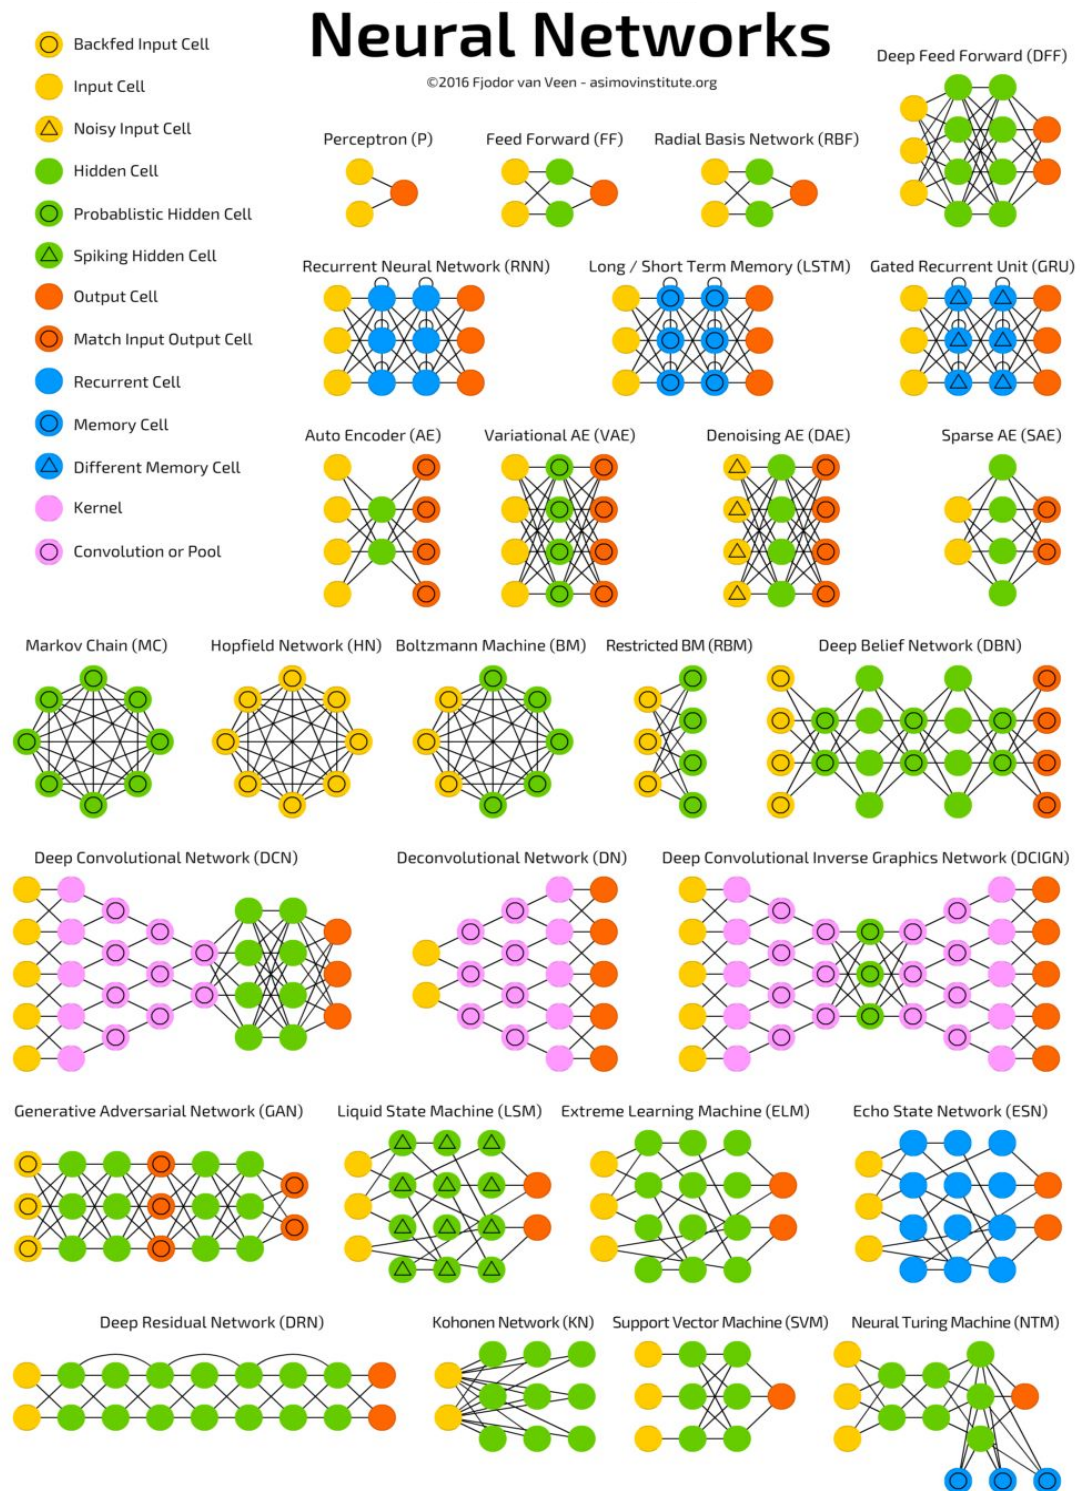 Neural Networks
©2016 Fjodor van Veen - asimovinstitute.org
Backfed Input Cell
Input Cell
Noisy Input Cell
Hidden Cell
Probablistic Hidden Cell
Spiking Hidden Cell
Output Cell
Match Input Output Cell
Recurrent Cell
Memory Cell
Different Memory Cell
Kernel
Convolution or Pool
Deep Feed Forward (DFF)
Perceptron (P)
Feed Forward (FF)
Radial Basis Network (RBF)
Recurrent Neural Network (RNN)
Long / Short Term Memory (LSTM)
Gated Recurrent Unit (GRU)
Auto Encoder (AE)
Variational AE (VAE)
Denoising AE (DAE)
Sparse AE (SAE)
Markov Chain (MC)
Hopfield Network (HN)
Boltzmann Machine (BM)
Restricted BM (RBM)
Deep Belief Network (DBN)
Deep Convolutional Network (DCN)
Deconvolutional Network (DN)
Deep Convolutional Inverse Graphics Network (DCIGN)
Generative Adversarial Network (GAN)
Liquid State Machine (LSM)
Extreme Learning Machine (ELM)
Echo State Network (ESN)
Deep Residual Network (DRN)
Kohonen Network (KN)
Support Vector Machine (SVM)
Neural Turing Machine (NTM)